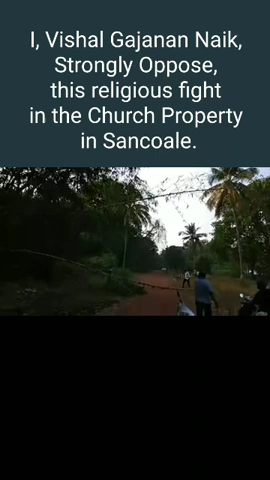 I, Vishal Gajanan Naik,
Strongly Oppose,
this religious fight
in the Church Property
in Sancoale.